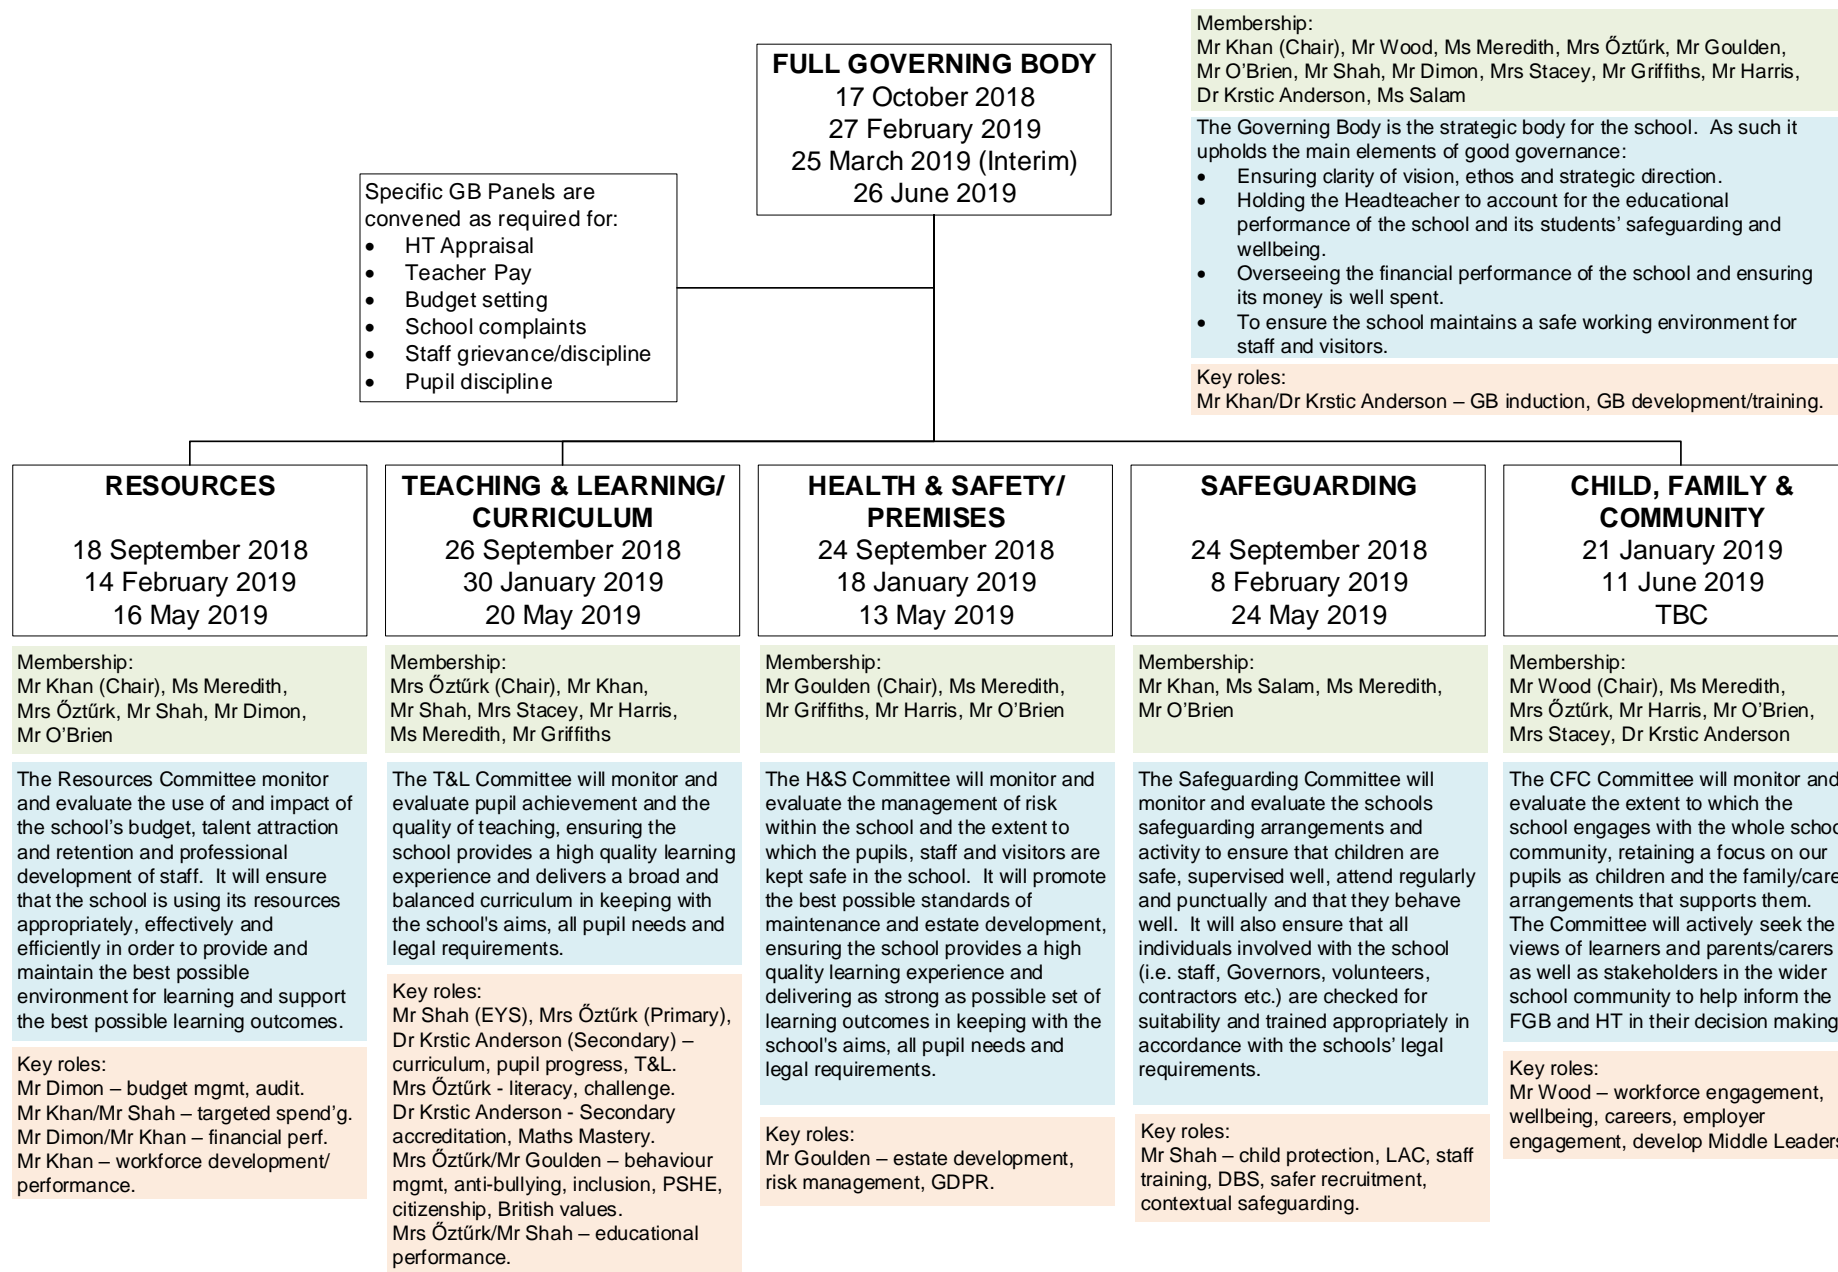 FULL GOVERNING BODY
17 October 2018
27 February 2019
25 March 2019 (Interim)
26 June 2019
Membership:
Mr Khan (Chair), Mr Wood, Ms Meredith, Mrs Őztűrk, Mr Goulden,
Mr O’Brien, Mr Shah, Mr Dimon, Mrs Stacey, Mr Griffiths, Mr Harris,
Dr Krstic Anderson, Ms Salam
The Governing Body is the strategic body for the school.  As such it
upholds the main elements of good governance:
• Ensuring clarity of vision, ethos and strategic direction.
• Holding the Headteacher to account for the educational
performance of the school and its students’ safeguarding and
wellbeing.
• Overseeing the financial performance of the school and ensuring
its money is well spent.
• To ensure the school maintains a safe working environment for
staff and visitors.
Key roles:
Mr Khan/Dr Krstic Anderson – GB induction, GB development/training.
Specific GB Panels are
convened as required for:
• HT Appraisal
• Teacher Pay
• Budget setting
• School complaints
• Staff grievance/discipline
• Pupil discipline
RESOURCES
18 September 2018
14 February 2019
16 May 2019
Membership:
Mr Khan (Chair), Ms Meredith,
Mrs Őztűrk, Mr Shah, Mr Dimon,
Mr O’Brien
The Resources Committee monitor
and evaluate the use of and impact of
the school’s budget, talent attraction
and retention and professional
development of staff.  It will ensure
that the school is using its resources
appropriately, effectively and
efficiently in order to provide and
maintain the best possible
environment for learning and support
the best possible learning outcomes.
Key roles:
Mr Dimon – budget mgmt, audit.
Mr Khan/Mr Shah – targeted spend’g.
Mr Dimon/Mr Khan – financial perf.
Mr Khan – workforce development/
performance.
TEACHING & LEARNING/
CURRICULUM
26 September 2018
30 January 2019
20 May 2019
Membership:
Mrs Őztűrk (Chair), Mr Khan,
Mr Shah, Mrs Stacey, Mr Harris,
Ms Meredith, Mr Griffiths
The T&L Committee will monitor and
evaluate pupil achievement and the
quality of teaching, ensuring the
school provides a high quality learning
experience and delivers a broad and
balanced curriculum in keeping with
the school's aims, all pupil needs and
legal requirements.
Key roles:
Mr Shah (EYS), Mrs Őztűrk (Primary),
Dr Krstic Anderson (Secondary) –
curriculum, pupil progress, T&L.
Mrs Őztűrk - literacy, challenge.
Dr Krstic Anderson - Secondary
accreditation, Maths Mastery.
Mrs Őztűrk/Mr Goulden – behaviour
mgmt, anti-bullying, inclusion, PSHE,
citizenship, British values.
Mrs Őztűrk/Mr Shah – educational
performance.
HEALTH & SAFETY/
PREMISES
24 September 2018
18 January 2019
13 May 2019
Membership:
Mr Goulden (Chair), Ms Meredith,
Mr Griffiths, Mr Harris, Mr O’Brien
The H&S Committee will monitor and
evaluate the management of risk
within the school and the extent to
which the pupils, staff and visitors are
kept safe in the school.  It will promote
the best possible standards of
maintenance and estate development,
ensuring the school provides a high
quality learning experience and
delivering as strong as possible set of
learning outcomes in keeping with the
school's aims, all pupil needs and
legal requirements.
Key roles:
Mr Goulden – estate development,
risk management, GDPR.
SAFEGUARDING
24 September 2018
8 February 2019
24 May 2019
Membership:
Mr Khan, Ms Salam, Ms Meredith,
Mr O’Brien
The Safeguarding Committee will
monitor and evaluate the schools
safeguarding arrangements and
activity to ensure that children are
safe, supervised well, attend regularly
and punctually and that they behave
well.  It will also ensure that all
individuals involved with the school
(i.e. staff, Governors, volunteers,
contractors etc.) are checked for
suitability and trained appropriately in
accordance with the schools’ legal
requirements.
Key roles:
Mr Shah – child protection, LAC, staff
training, DBS, safer recruitment,
contextual safeguarding.
CHILD, FAMILY &
COMMUNITY
21 January 2019
11 June 2019
TBC
Membership:
Mr Wood (Chair), Ms Meredith,
Mrs Őztűrk, Mr Harris, Mr O’Brien,
Mrs Stacey, Dr Krstic Anderson
The CFC Committee will monitor and
evaluate the extent to which the
school engages with the whole
community, retaining a focus on our
pupils as children and the
arrangements that supports them.
The Committee will actively seek the
views of learners and parents/carers
as well as stakeholders in the wider
school community to help inform the
FGB and HT in their decision making
Key roles:
Mr Wood – workforce engagement,
wellbeing, careers, employer
engagement, develop Middle